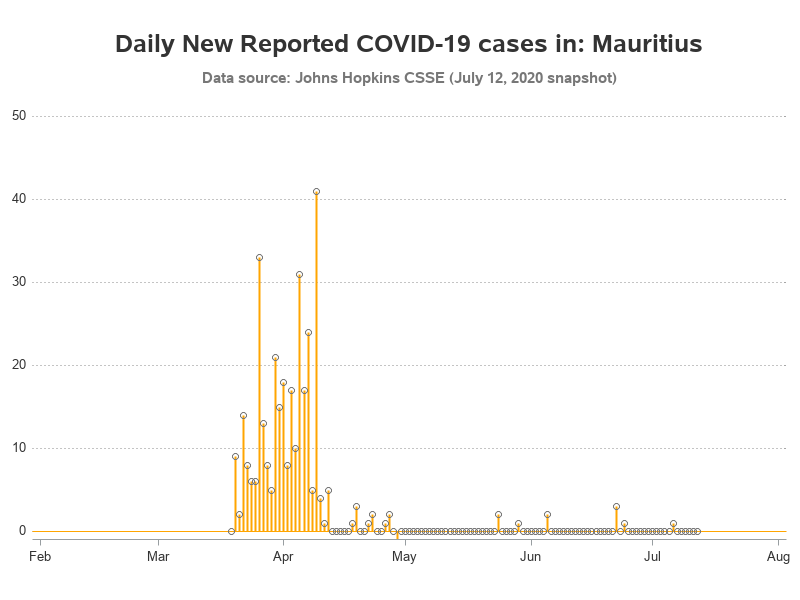 Daily New Reported COVID-19 cases in: Mauritius
Data source: Johns Hopkins CSSE (July 12, 2020 snapshot)
50
40
30
20
10
0
Feb Mar Apr May Jun Jul Aug